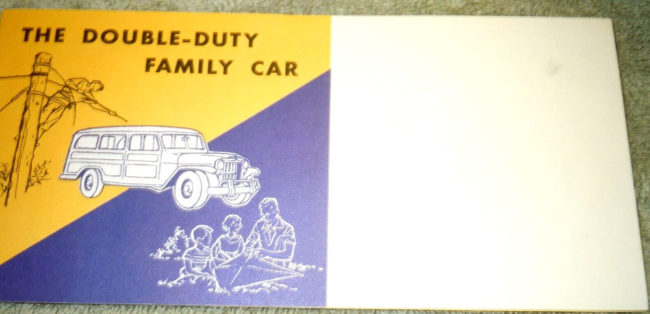 THE DOUBLE-DUTY
FAMILY CAR